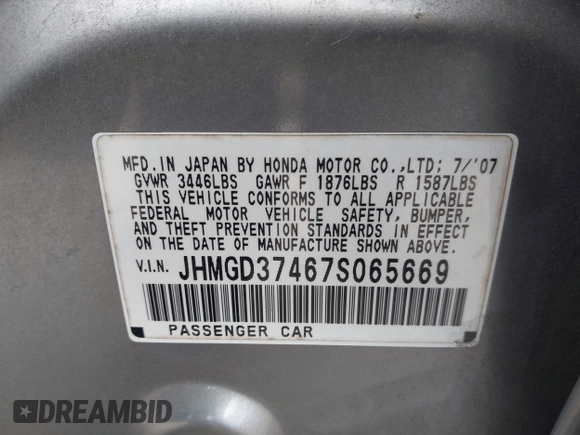 MFD. IN JAPAN BY HONDA MOTOR CO.,LTD; 7/'07
GVWR 3446LBS GAWR F 1876LBS R 1587LBS
THIS VEHICLE CONFORMS TO ALL APPLICABLE
FEDERAL MOTOR VEHICLE SAFETY, BUMPER,
AND THEFT PREVENTION STANDARDS IN EFFECT
ON THE DATE OF MANUFACTURE SHOWN ABOVE.
V.I.N. JHMGD37467S065669
PASSENGER CAR
DREAMBID